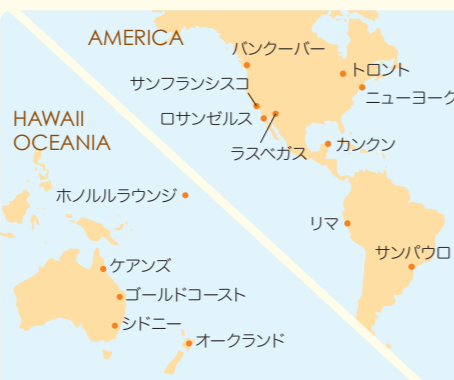 AMERICA
バンクーバー
トロント
サンフランシスコ
ニューヨーク
ロサンゼルス
ラスベガス
カンクン
リマ
サンパウロ
HAWAII
OCEANIA
ホノルルラウンジ
ケアンズ
ゴールドコースト
シドニー
オークランド